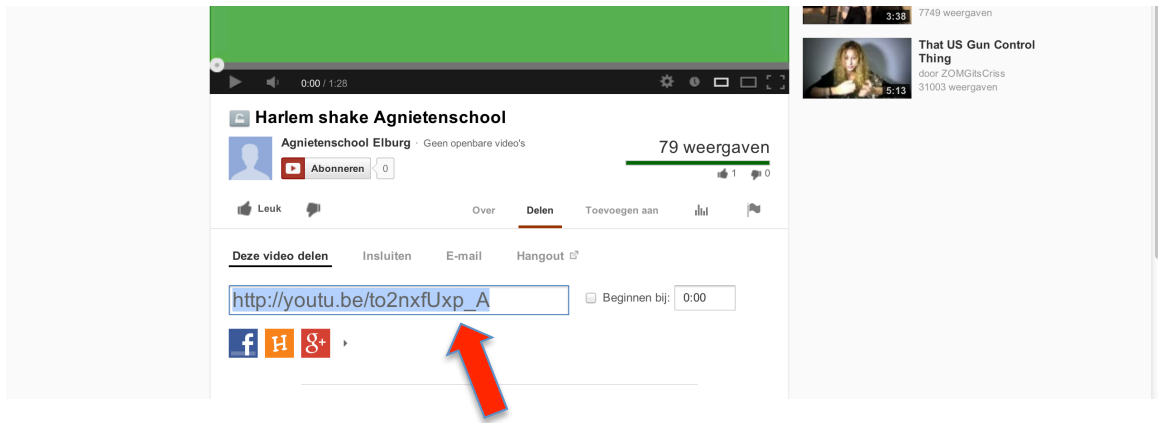 3:38
7749 weergaven
That US Gun Control
Thing
door ZOMGitsCriss
31003 weergaven
5:13
0:00 / 1:28
Harlem shake Agnietenschool
Agnietenschool Elburg · Geen openbare video's
Abonneren 0
79 weergaven
1 0
Leuk
Over Delen Toevoegen aan
Deze video delen Insluiten E-mail Hangout
http://youtu.be/to2nxfUxp_A
Beginnen bij: 0:00
f H g+